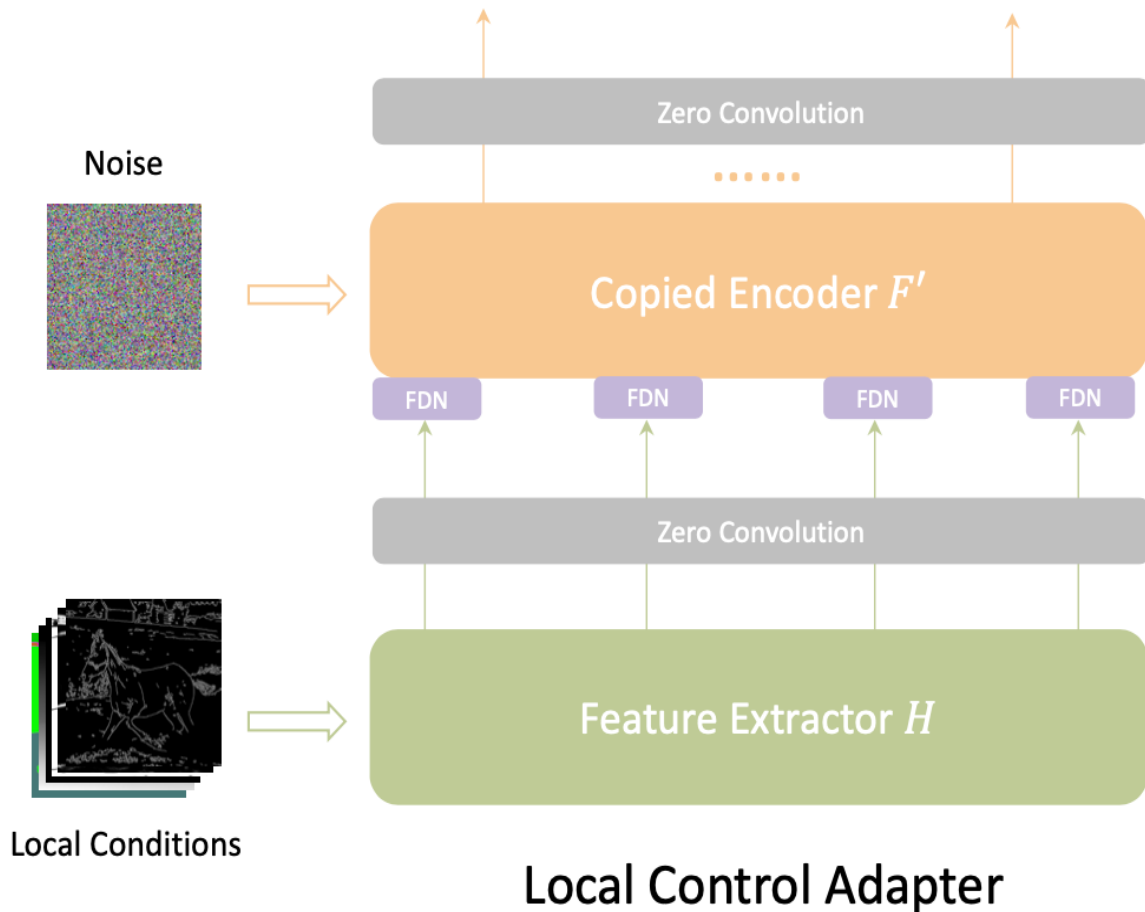 Zero Convolution
Noise
......
Copied Encoder F′
FDN FDN FDN FDN
Zero Convolution
Feature Extractor H
Local Conditions
Local Control Adapter